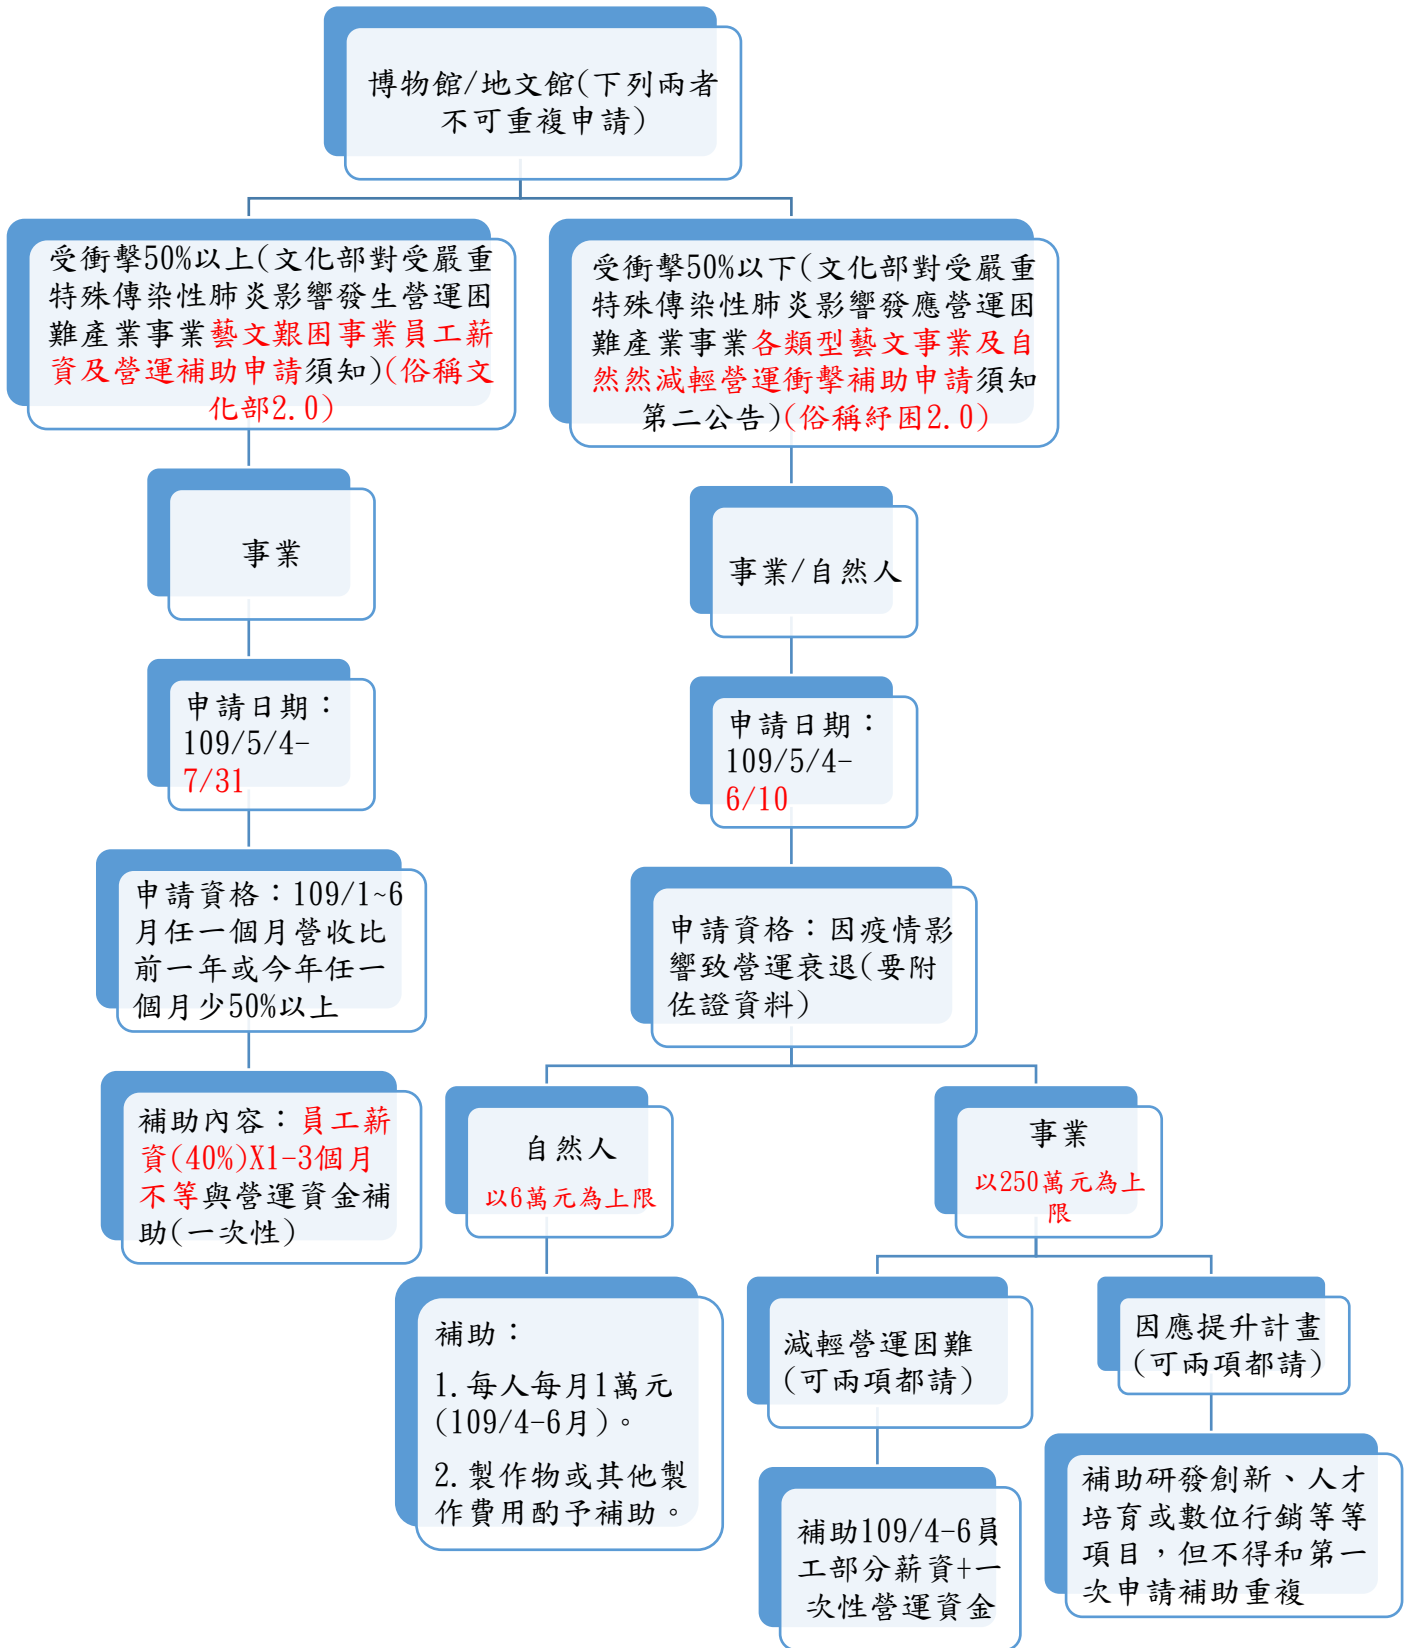 博物館/地文館(下列兩者
不可重複申請)
受衝擊50%以上(文化部對受嚴重
特殊傳染性肺炎影響發生營運困
難產業事業藝文艱困事業員工薪
資及營運補助申請須知)(俗稱文
化部2.0)
事業
申請日期：
109/5/4-
7/31
申請資格：109/1~6
月任一個月營收比
前一年或今年任一
個月少50%以上
補助內容：員工薪
資(40%)X1-3個月
不等與營運資金補
助(一次性)
受衝擊50%以下(文化部對受嚴重
特殊傳染性肺炎影響發應營運困
難產業事業各類型藝文事業及自
然然減輕營運衝擊補助申請須知
第二公告)(俗稱紓困2.0)
事業/自然人
申請日期：
109/5/4-
6/10
申請資格：因疫情影
響致營運衰退(要附
佐證資料)
自然人
以6萬元為上限
補助：
1.每人每月1萬元
(109/4-6月)。
2.製作物或其他製
作費用酌予補助。
事業
以250萬元為上
限
減輕營運困難
(可兩項都請)
補助109/4-6員
工部分薪資+一
次性營運資金
因應提升計畫
(可兩項都請)
補助研發創新、人才
培育或數位行銷等等
項目，但不得和第一
次申請補助重複